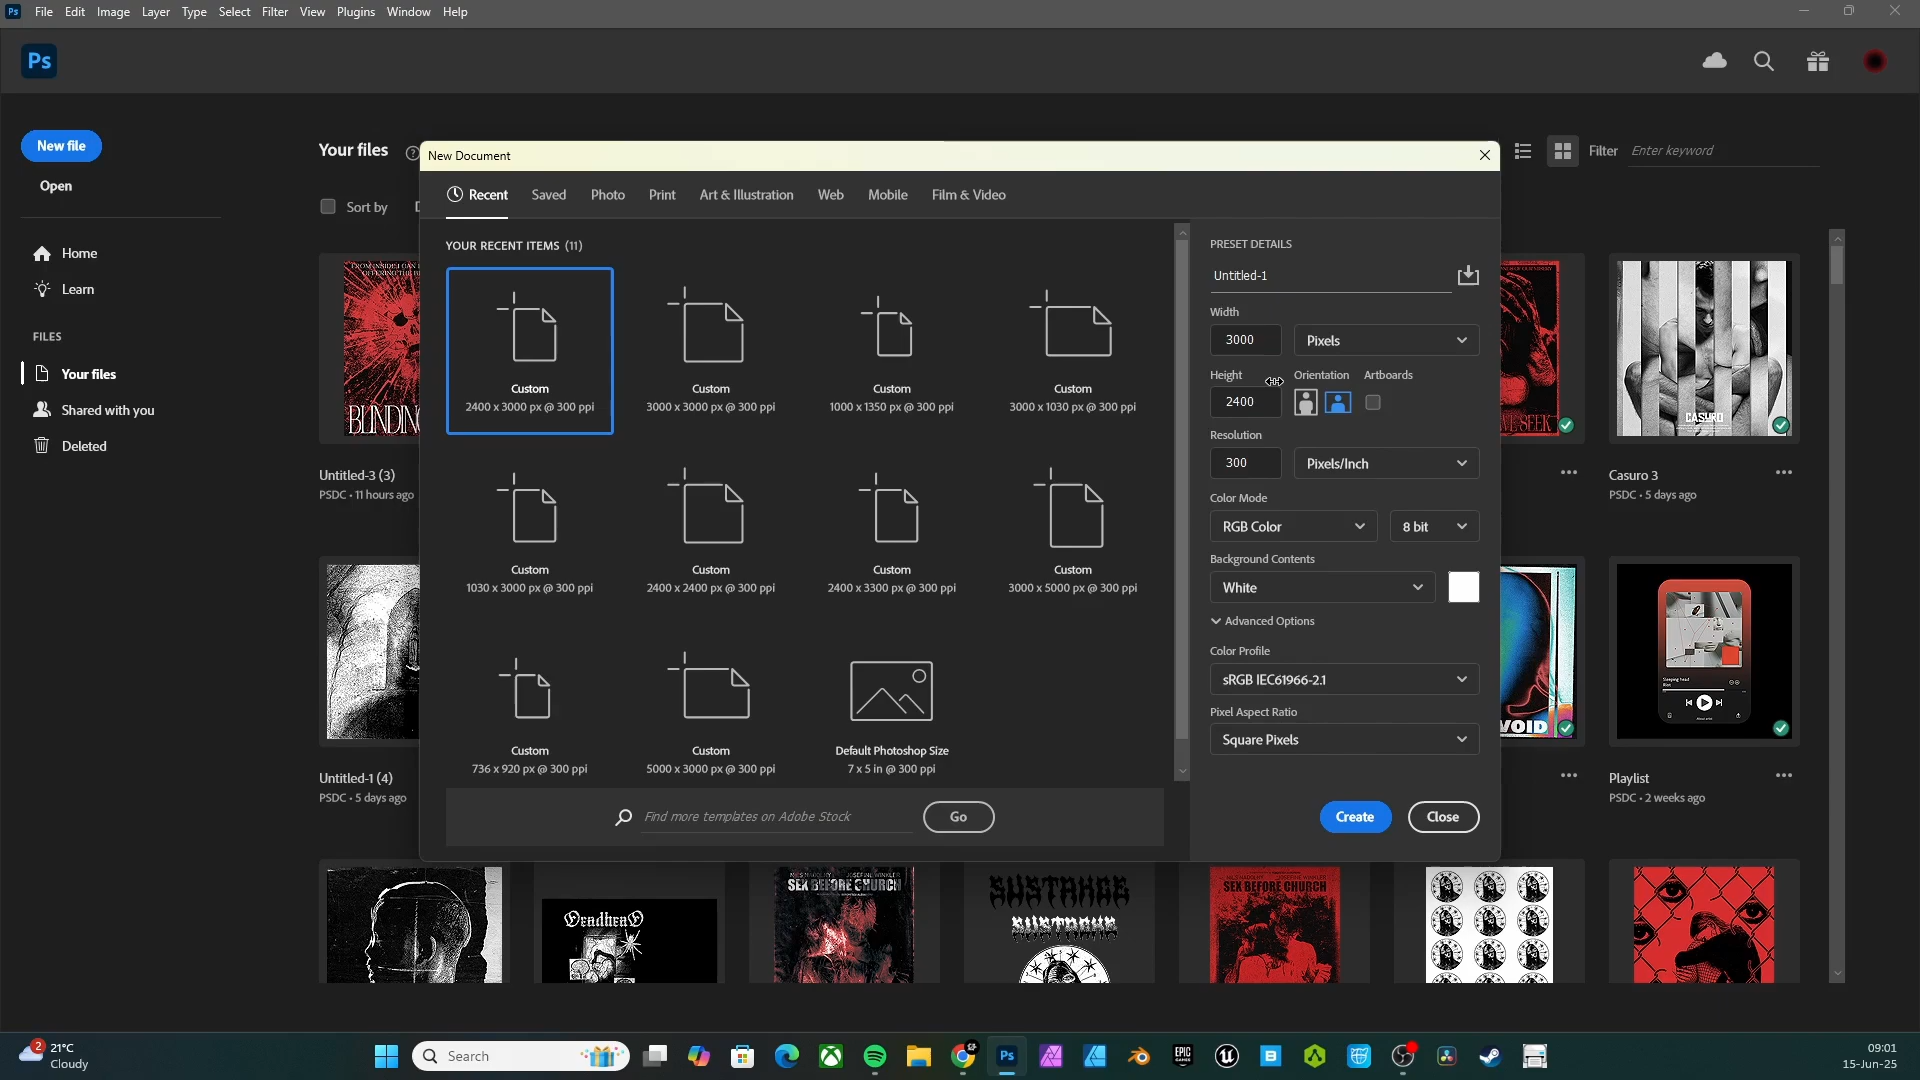 Ps File Edit Image Layer Type Select Filter View Plugins Window Help
Ps
New file
Open
Home
Learn
FILES
Your files
Shared with you
Deleted
Your files
Sort by
Filter Enter keyword
New Document
Recent Saved Photo Print Art & Illustration Web Mobile Film & Video
YOUR RECENT ITEMS (11)
Custom
2400 x 3000 px @ 300 ppi
Custom
3000 x 3000 px @ 300 ppi
Custom
1000 x 1350 px @ 300 ppi
Custom
3000 x 1030 px @ 300 ppi
Custom
1030 x 3000 px @ 300 ppi
Custom
2400 x 2400 px @ 300 ppi
Custom
2400 x 3300 px @ 300 ppi
Custom
3000 x 5000 px @ 300 ppi
Custom
736 x 920 px @ 300 ppi
Custom
5000 x 3000 px @ 300 ppi
Default Photoshop Size
7 x 5 in @ 300 ppi
Find more templates on Adobe Stock
Go
PRESET DETAILS
Untitled-1
Width
3000 Pixels
Height Orientation Artboards
2400
Resolution
300 Pixels/Inch
Color Mode
RGB Color 8 bit
Background Contents
White
Advanced Options
Color Profile
sRGB IEC61966-2.1
Pixel Aspect Ratio
Square Pixels
Create Close
Untitled-3 (3)
PSDC • 11 hours ago
Untitled-1 (4)
PSDC • 5 days ago
CASURO
Casuro 3
PSDC • 5 days ago
VOID
Playlist
PSDC • 2 weeks ago
DeadheaD
SEX BEFORE CHURCH
SUSTAHGE
SEX BEFORE CHURCH
2
21°C
Cloudy
Search
Ps
EPIC GAMES
09:01
15-Jun-25